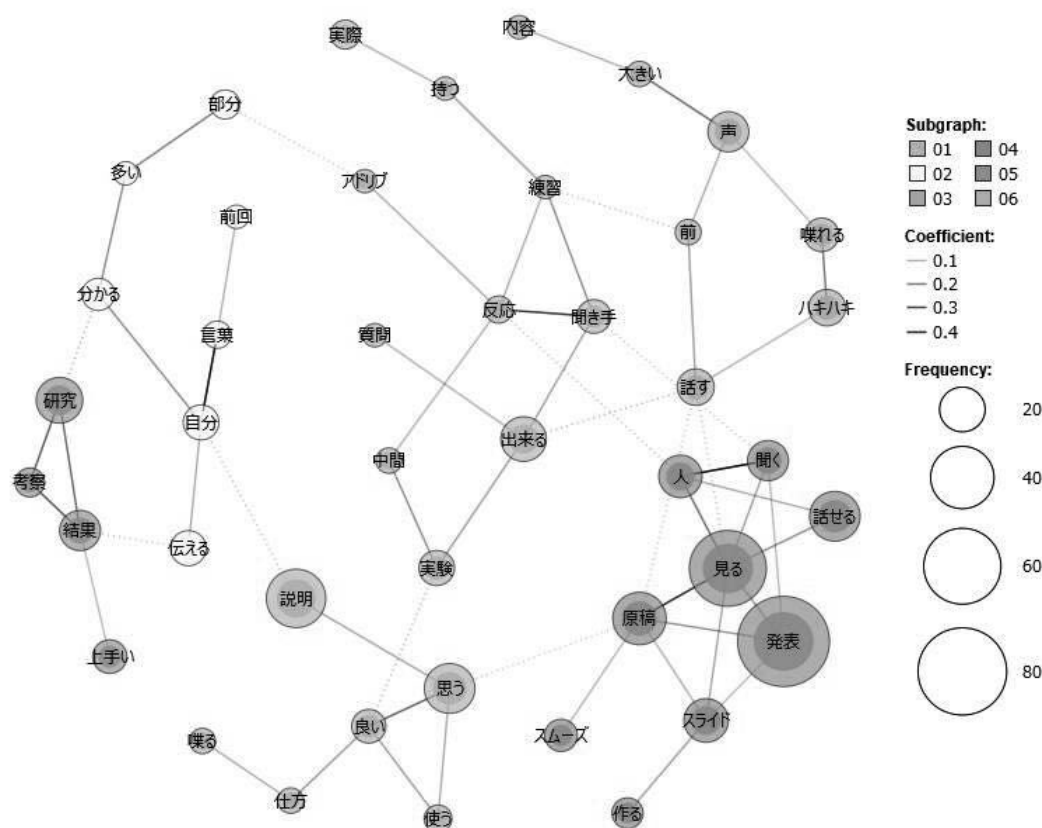 内容
実際
大きい
持つ
部分
声
Subgraph:
01 04
02 05
03 06
多い
アドリブ
練習
前回
前
喋れる
Coefficient:
0.1
0.2
0.3
0.4
分かる
言葉
反応
聞き手
ハキハキ
質問
話す
Frequency:
20
40
60
80
研究
自分
出来る
中間
聞く
人
考察
結果
話せる
伝える
実験
見る
説明
原稿
発表
上手い
思う
良い
スライド
スムーズ
喋る
仕方
使う
作る